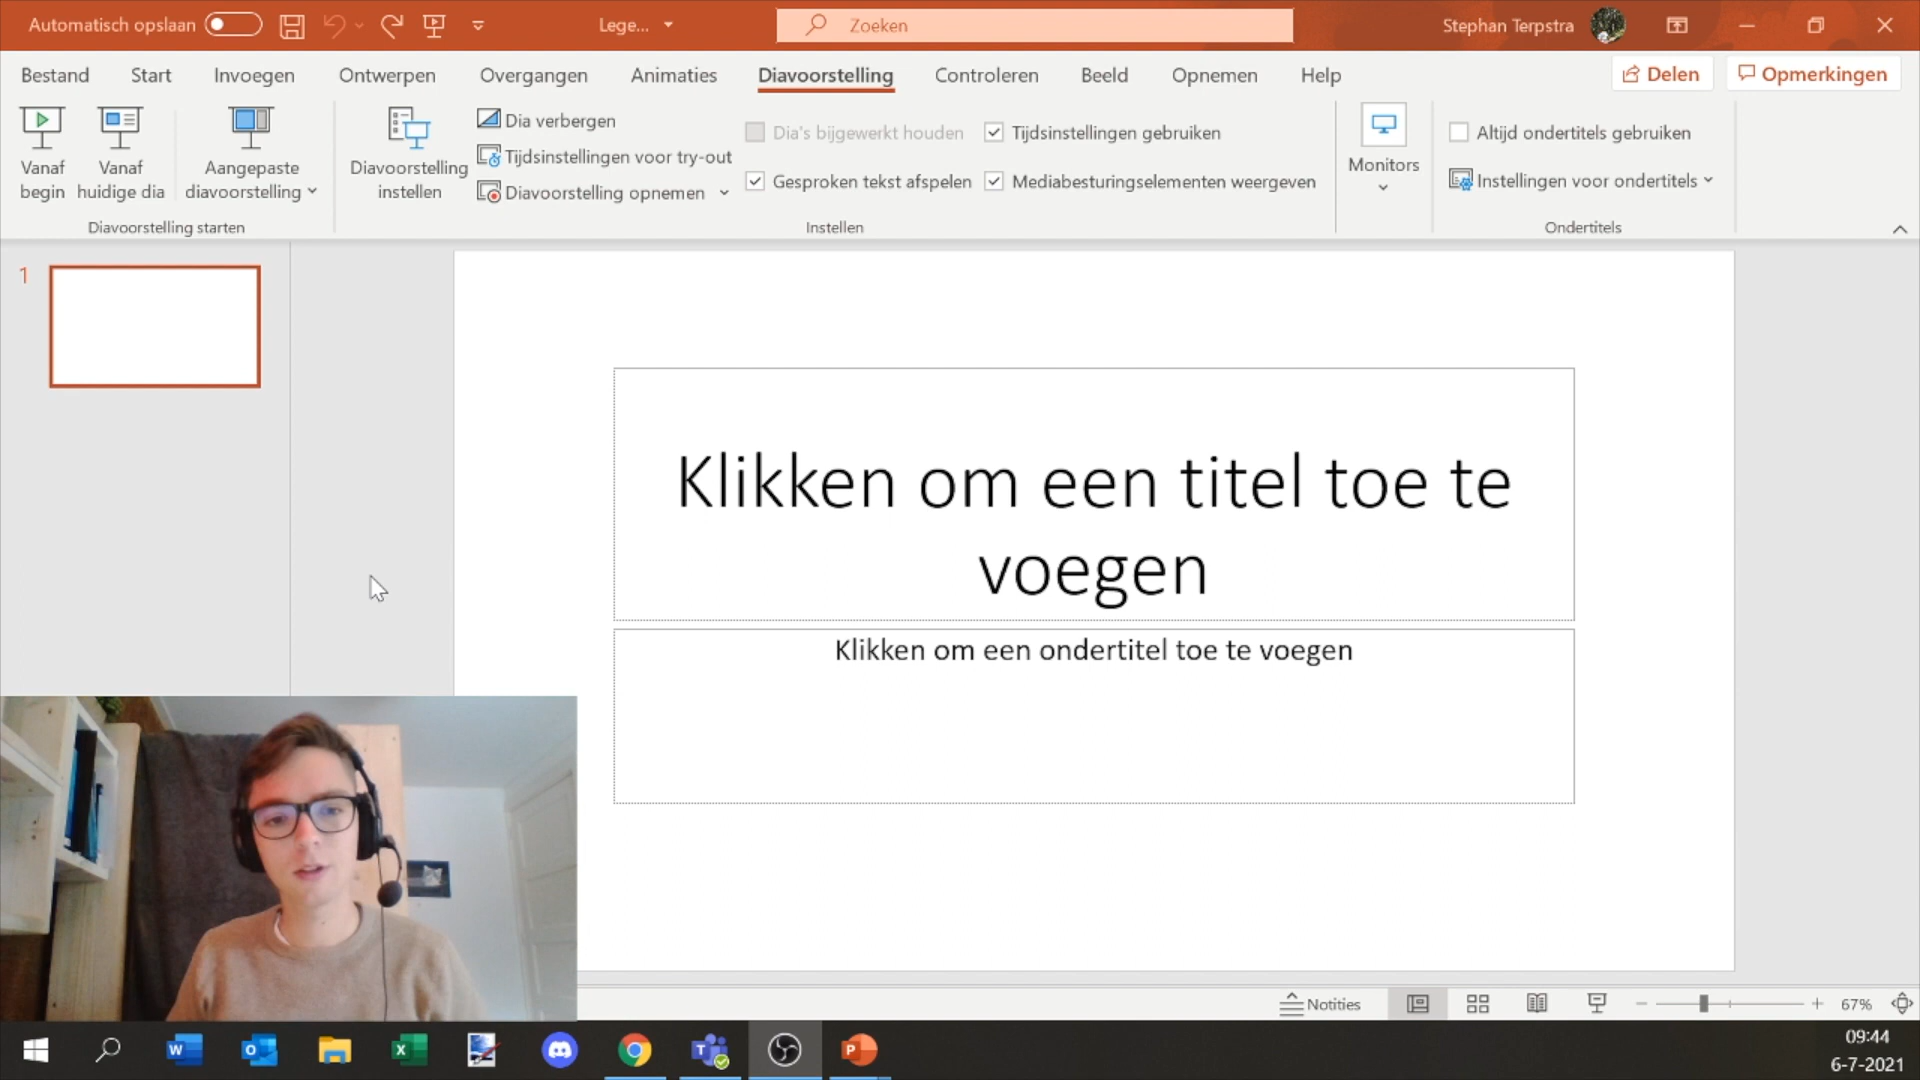 Automatisch opslaan
Lege...
Zoeken
Stephan Terpstra
Bestand
Start
Invoegen
Ontwerpen
Overgangen
Animaties
Diavoorstelling
Controleren
Beeld
Opnemen
Help
Delen
Opmerkingen
Vanaf
begin
Vanaf
huidige dia
Aangepaste
diavoorstelling
Diavoorstelling starten
Diavoorstelling
instellen
Dia verbergen
Tijdsinstellingen voor try-out
Diavoorstelling opnemen
Dia's bijgewerkt houden
Gesproken tekst afspelen
Tijdsinstellingen gebruiken
Mediabesturingselementen weergeven
Instellen
Monitors
Altijd ondertitels gebruiken
Instellingen voor ondertitels
Ondertitels
1
Klikken om een titel toe te
voegen
Klikken om een ondertitel toe te voegen
Notities
67%
09:44
6-7-2021